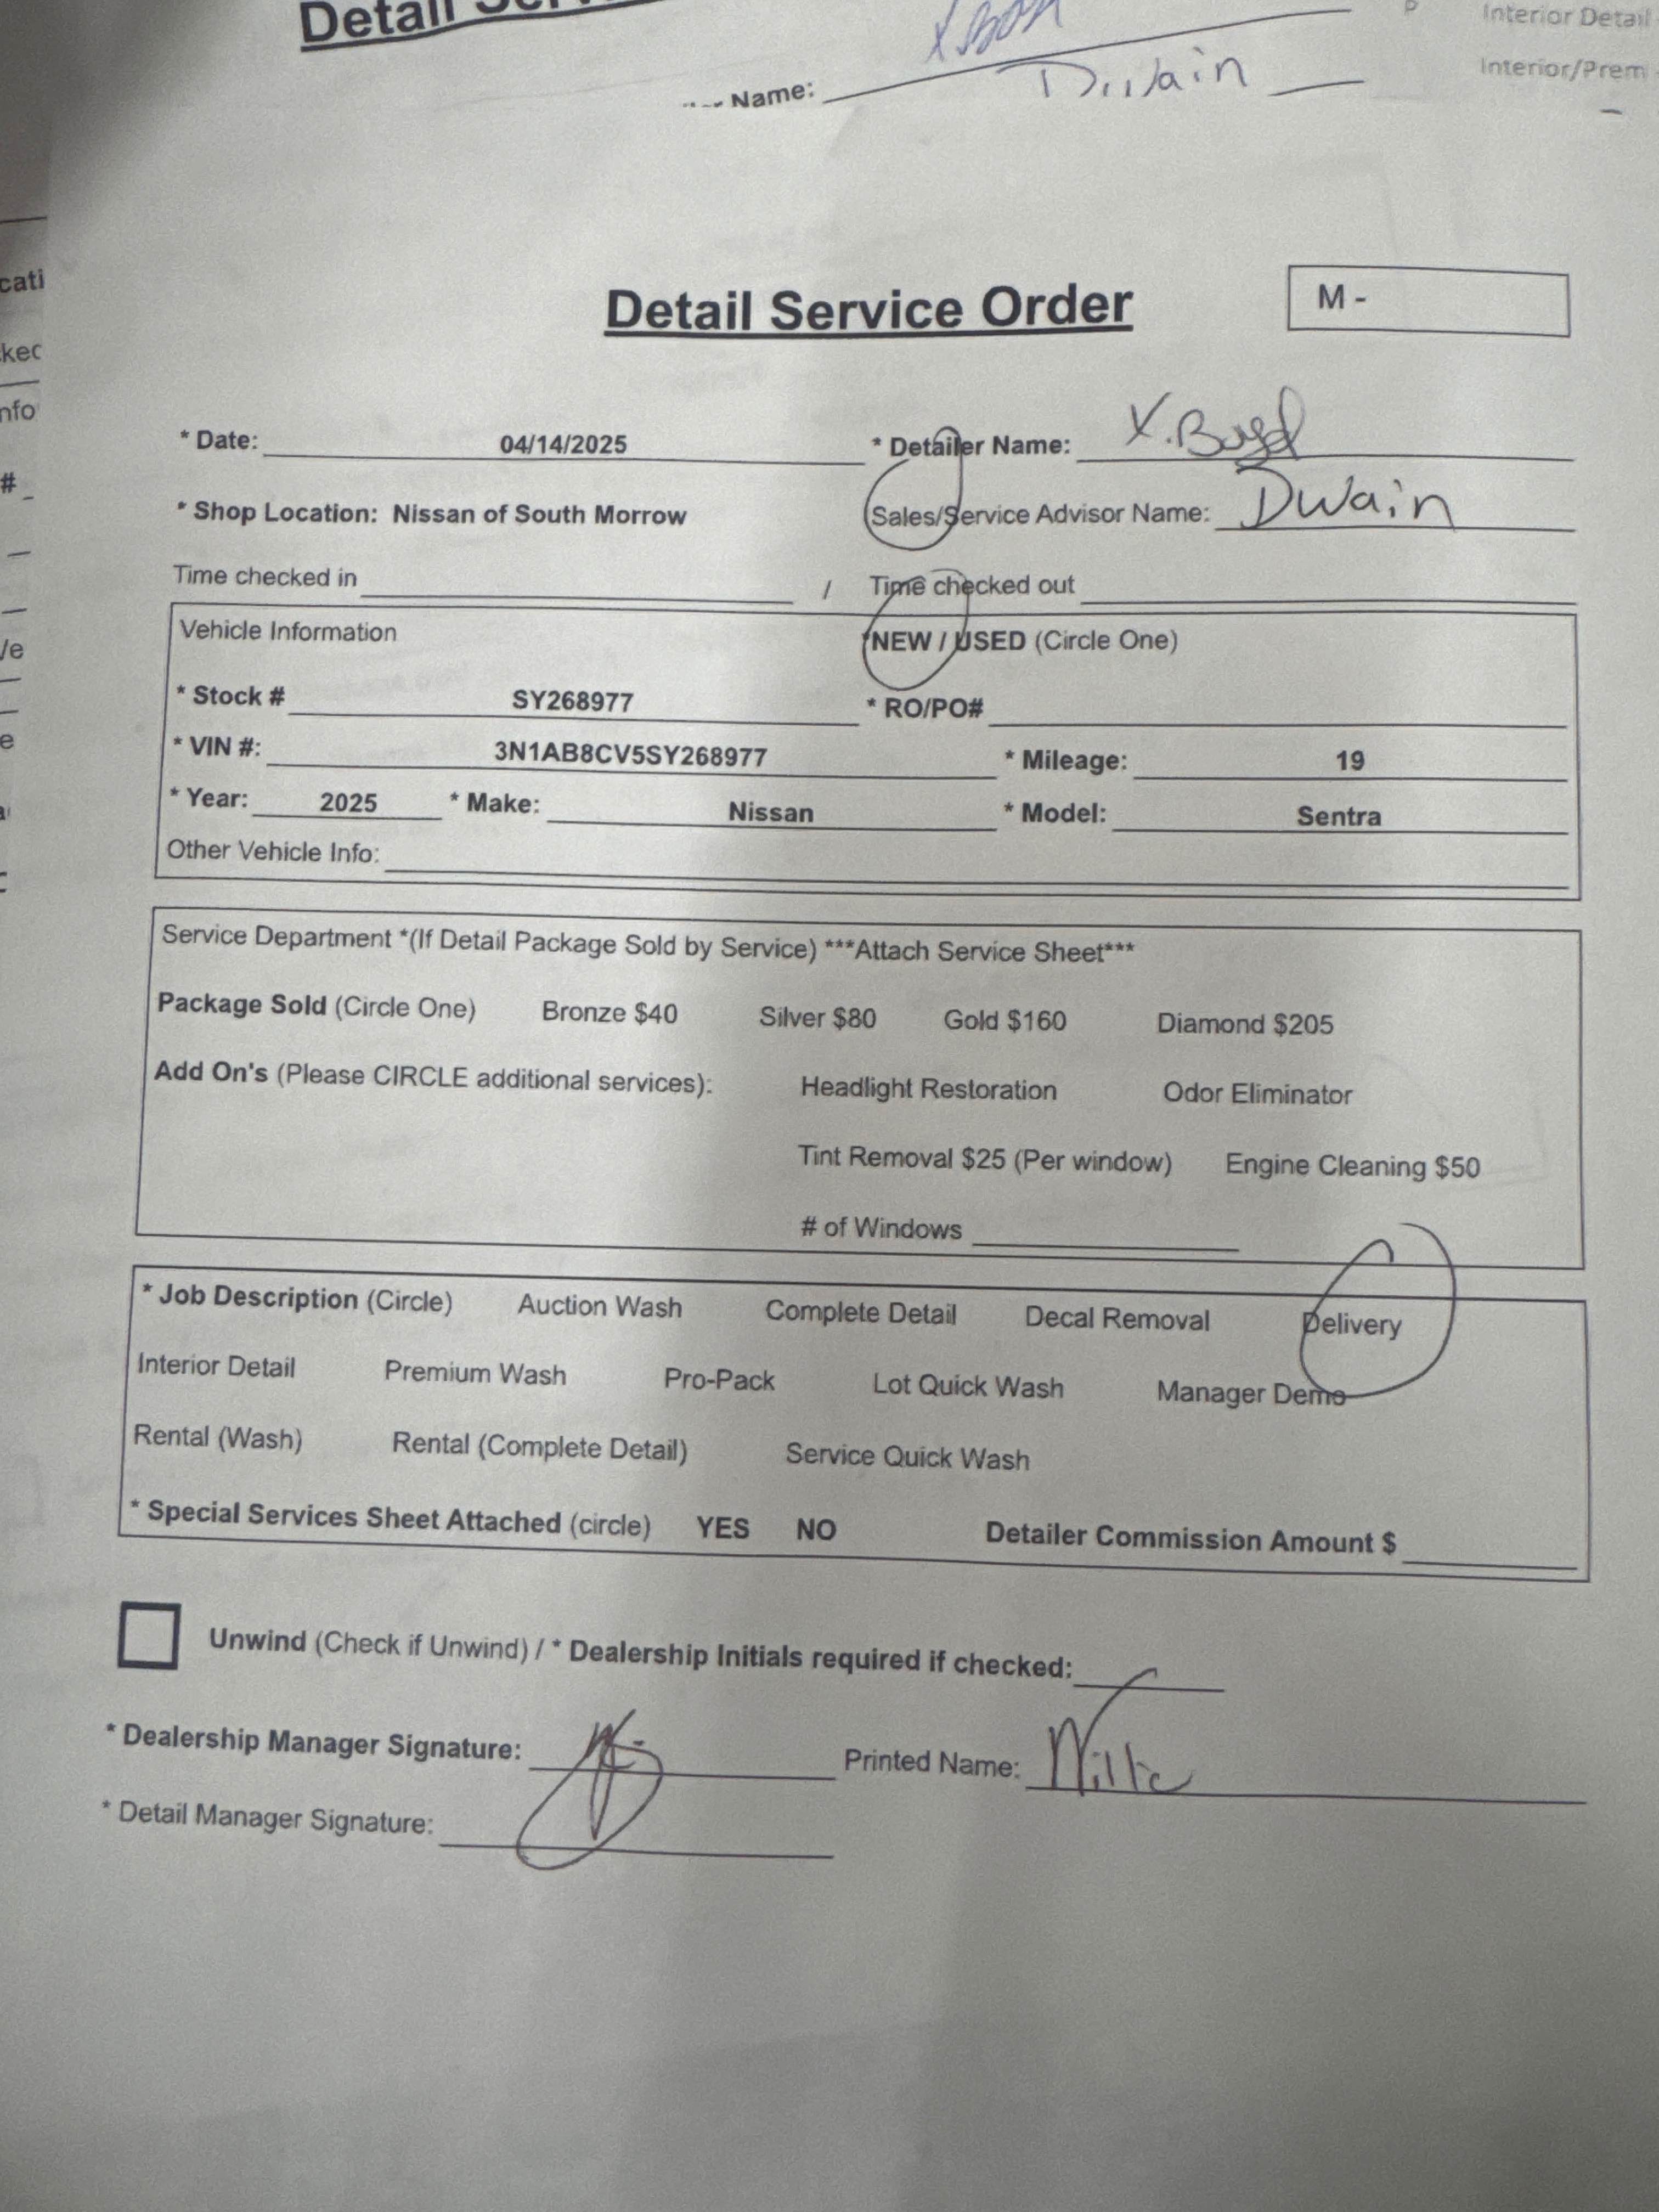 Detail
Interior Detail
Name: Dwain
Interior/Prem
cati
ked
nfo
#
Ve
e
Detail Service Order
M -
* Date: 04/14/2025 * Detailer Name: X. Boyd
* Shop Location: Nissan of South Morrow Sales/Service Advisor Name: Dwain
Time checked in / Time checked out
Vehicle Information *NEW / USED (Circle One)
* Stock # SY268977 * RO/PO#
* VIN #: 3N1AB8CV5SY268977 * Mileage: 19
* Year: 2025 * Make: Nissan * Model: Sentra
Other Vehicle Info:
Service Department *(If Detail Package Sold by Service) ***Attach Service Sheet***
Package Sold (Circle One) Bronze $40 Silver $80 Gold $160 Diamond $205
Add On's (Please CIRCLE additional services): Headlight Restoration Odor Eliminator
Tint Removal $25 (Per window) Engine Cleaning $50
# of Windows
* Job Description (Circle) Auction Wash Complete Detail Decal Removal Delivery
Interior Detail Premium Wash Pro-Pack Lot Quick Wash Manager Demo
Rental (Wash) Rental (Complete Detail) Service Quick Wash
* Special Services Sheet Attached (circle) YES NO Detailer Commission Amount $
Unwind (Check if Unwind) / * Dealership Initials required if checked:
* Dealership Manager Signature: Printed Name:
* Detail Manager Signature: